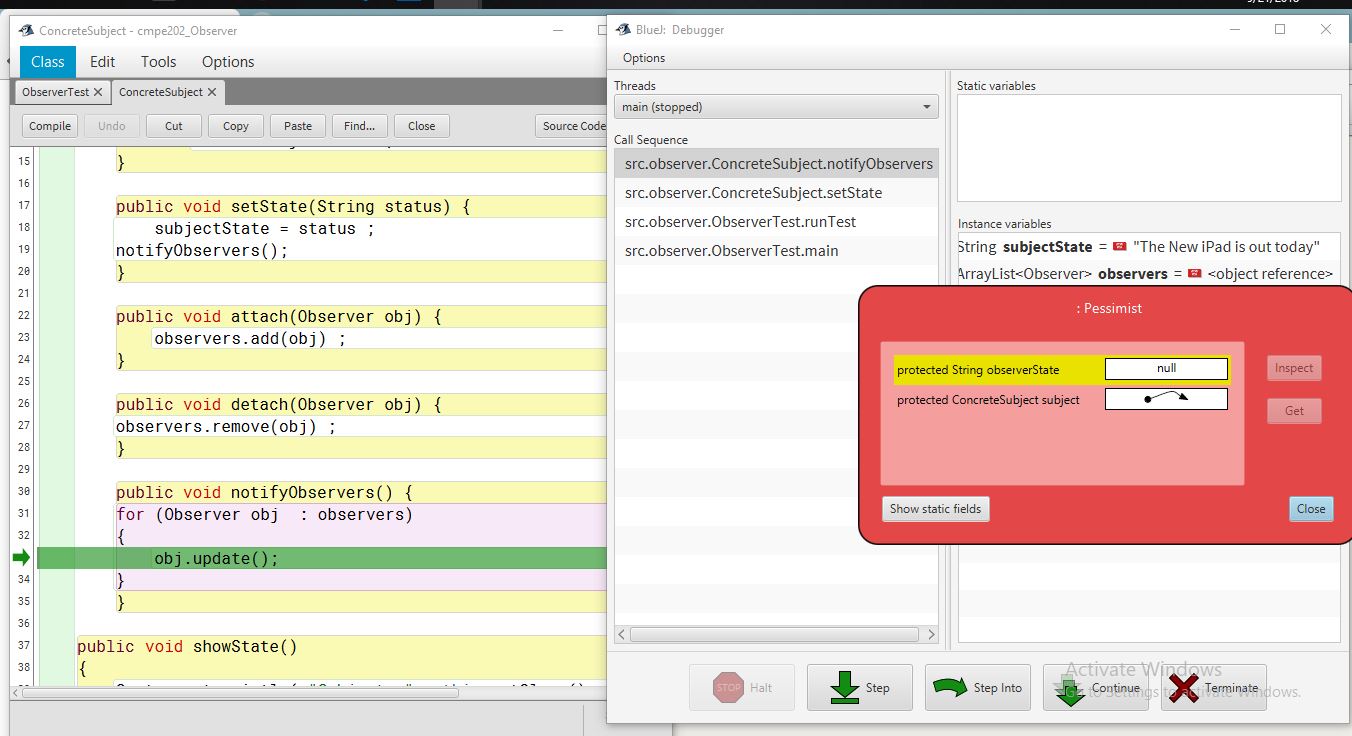 ConcreteSubject - cmpe202_Observer
Class Edit Tools Options
ObserverTest ConcreteSubject
Compile Undo Cut Copy Paste Find... Close Source Code
15 }
16
17 public void setState(String status) {
18 subjectState = status ;
19 notifyObservers();
20 }
21
22 public void attach(Observer obj) {
23 observers.add(obj) ;
24 }
25
26 public void detach(Observer obj) {
27 observers.remove(obj) ;
28 }
29
30 public void notifyObservers() {
31 for (Observer obj : observers)
32 {
obj.update();
34 }
35 }
36
37 public void showState()
38 {
BlueJ: Debugger
Options
Threads
main (stopped)
Call Sequence
src.observer.ConcreteSubject.notifyObservers
src.observer.ConcreteSubject.setState
src.observer.ObserverTest.runTest
src.observer.ObserverTest.main
Static variables
Instance variables
String subjectState = "The New iPad is out today"
ArrayList<Observer> observers = <object reference>
: Pessimist
protected String observerState null
protected ConcreteSubject subject
Inspect
Get
Show static fields Close
STOP Halt Step Step Into Continue Terminate
Activate Windows
Go to Settings to activate Windows.